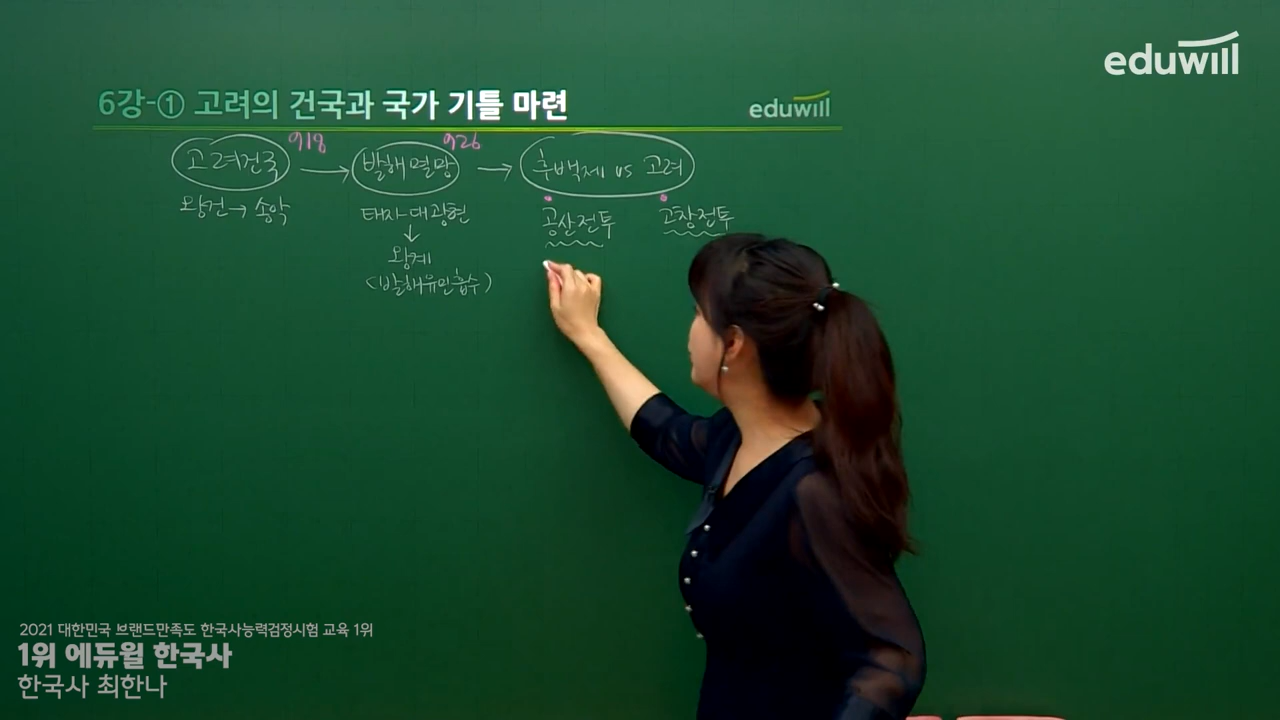 eduwill
6강-① 고려의 건국과 국가 기틀 마련
eduwill
918 926
고려건국 → 발해멸망 → 후백제 vs 고려
왕건→송악 태자 대광현 공산전투 고창전투
↓
왕계
(발해유민흡수)
2021 대한민국 브랜드만족도 한국사능력검정시험 교육 1위
1위 에듀윌 한국사
한국사 최한나